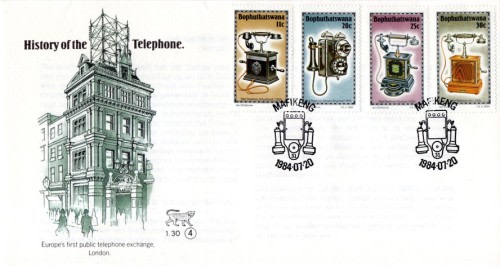 History of the Telephone.
Bophuthatswana
11c
Bophuthatswana
20c
Bophuthatswana
25c
Bophuthatswana
30c
MAFIKENG
1984-07-20
MAFIKENG
1984-07-20
1.30 4
Europe's first public telephone exchange,
London.